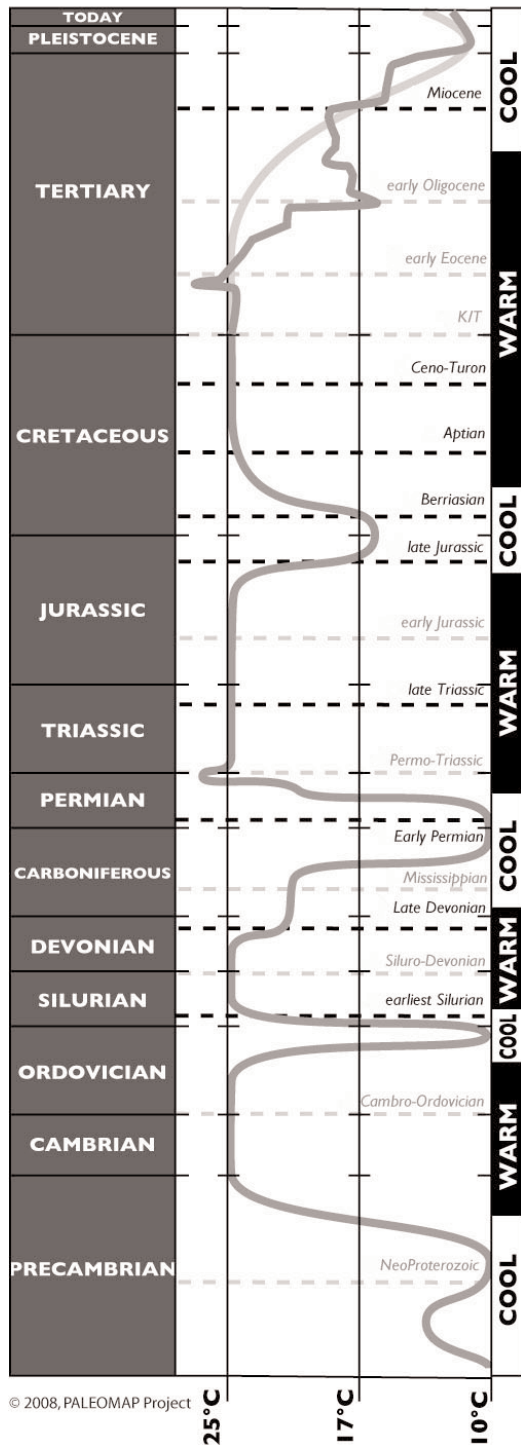 TODAY
PLEISTOCENE
COOL
Miocene
TERTIARY
early Oligocene
early Eocene
WARM
K/T
Ceno-Turon
CRETACEOUS
Aptian
Berriasian
COOL
late Jurassic
JURASSIC
early Jurassic
WARM
late Triassic
TRIASSIC
Permo-Triassic
PERMIAN
Early Permian
COOL
CARBONIFEROUS
Mississippian
Late Devonian
DEVONIAN
WARM
Siluro-Devonian
SILURIAN
earliest Silurian
COOL
ORDOVICIAN
Cambro-Ordovician
WARM
CAMBRIAN
PRECAMBRIAN
NeoProterozoic
COOL
© 2008, PALEOMAP Project
25°C
17°C
10°C